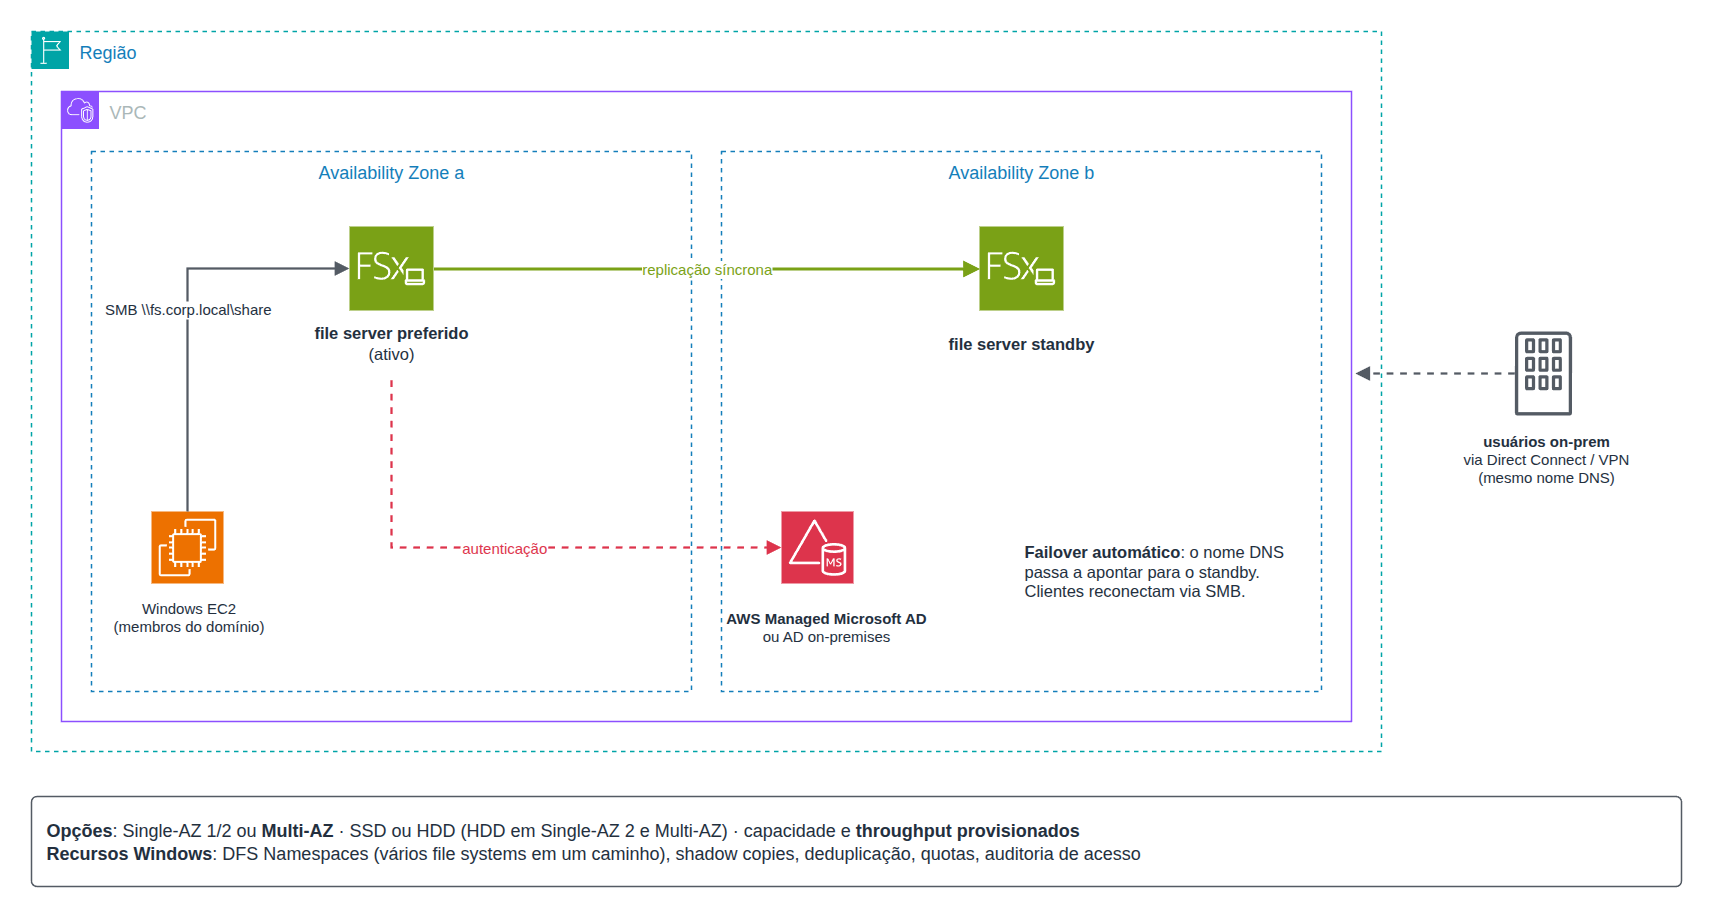 Região
VPC
Availability Zone a
Availability Zone b
FSx
FSx
replicação síncrona
SMB \\fs.corp.local\share
file server preferido
(ativo)
file server standby
usuários on-prem
via Direct Connect / VPN
(mesmo nome DNS)
autenticação
MS
Windows EC2
(membros do domínio)
AWS Managed Microsoft AD
ou AD on-premises
Failover automático: o nome DNS
passa a apontar para o standby.
Clientes reconectam via SMB.
Opções: Single-AZ 1/2 ou Multi-AZ · SSD ou HDD (HDD em Single-AZ 2 e Multi-AZ) · capacidade e throughput provisionados
Recursos Windows: DFS Namespaces (vários file systems em um caminho), shadow copies, deduplicação, quotas, auditoria de acesso